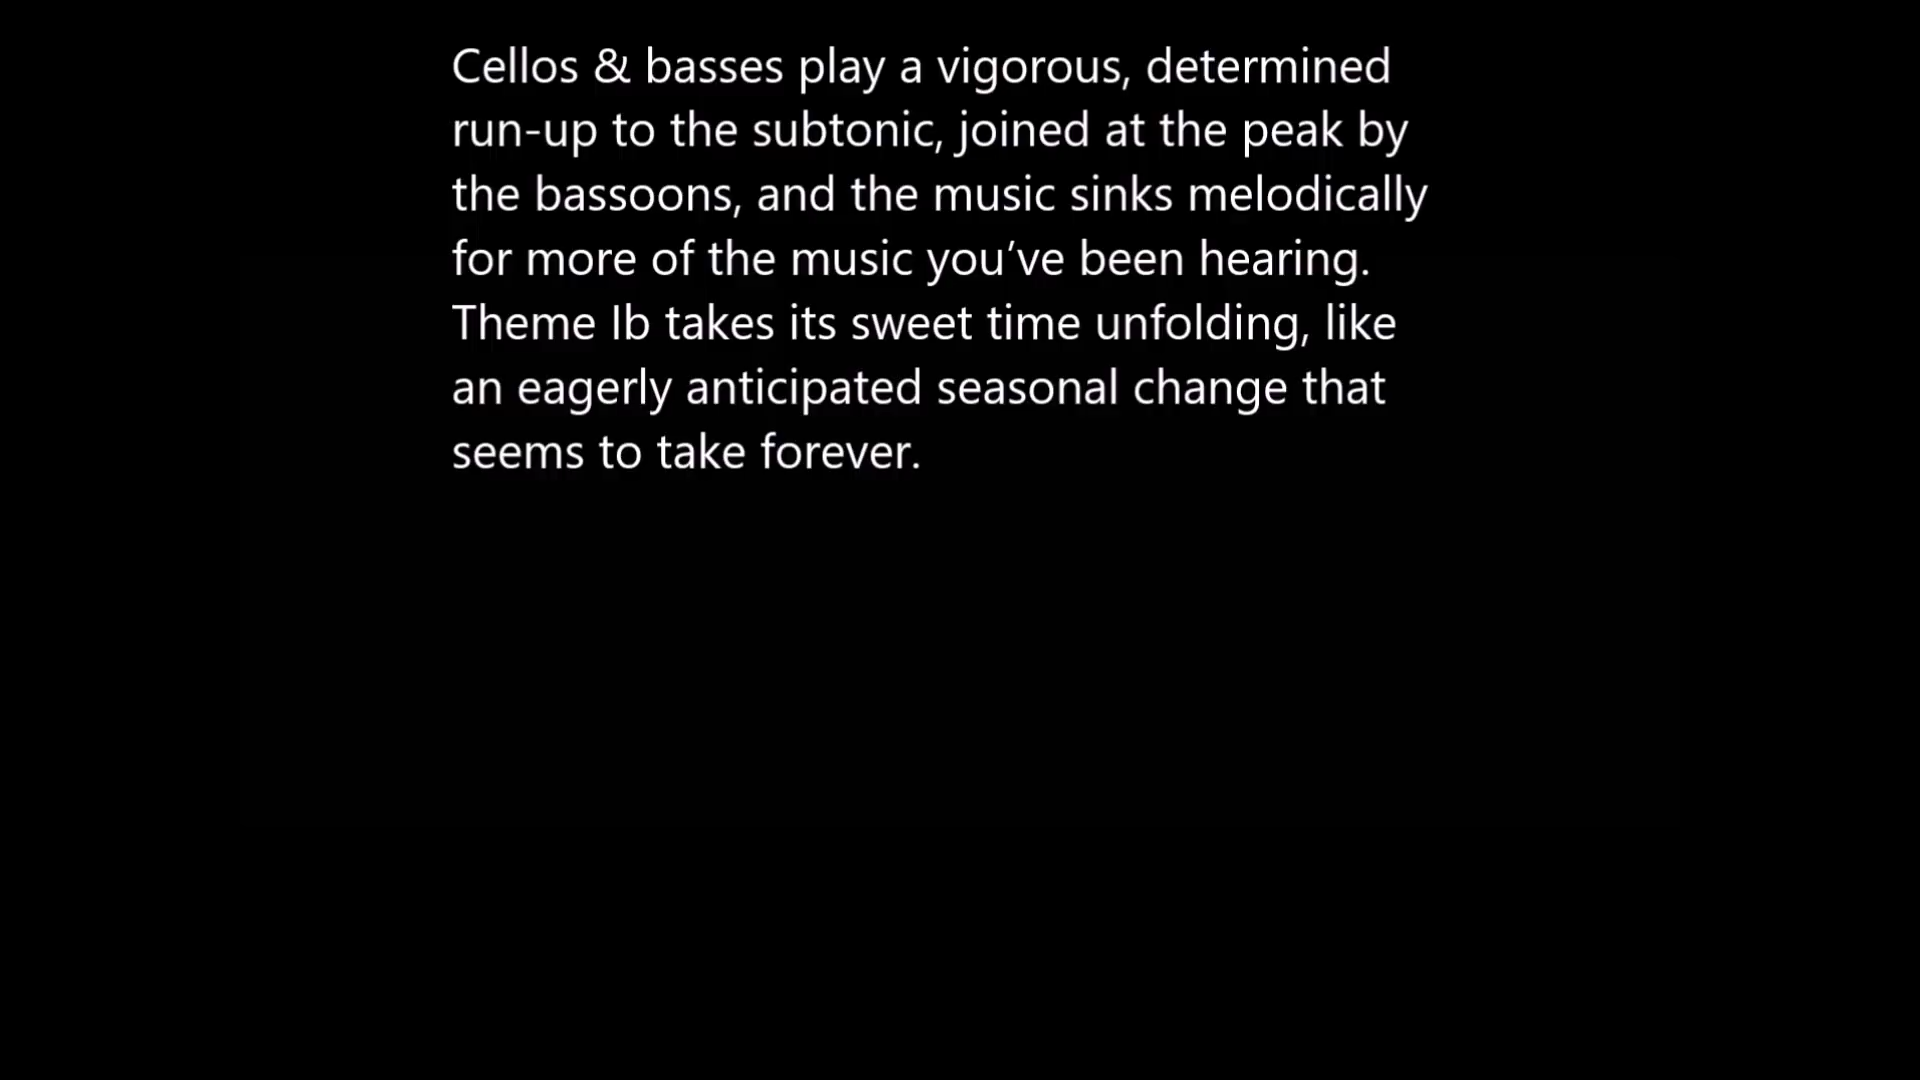 Cellos & basses play a vigorous, determined
run-up to the subtonic, joined at the peak by
the bassoons, and the music sinks melodically
for more of the music you’ve been hearing.
Theme Ib takes its sweet time unfolding, like
an eagerly anticipated seasonal change that
seems to take forever.